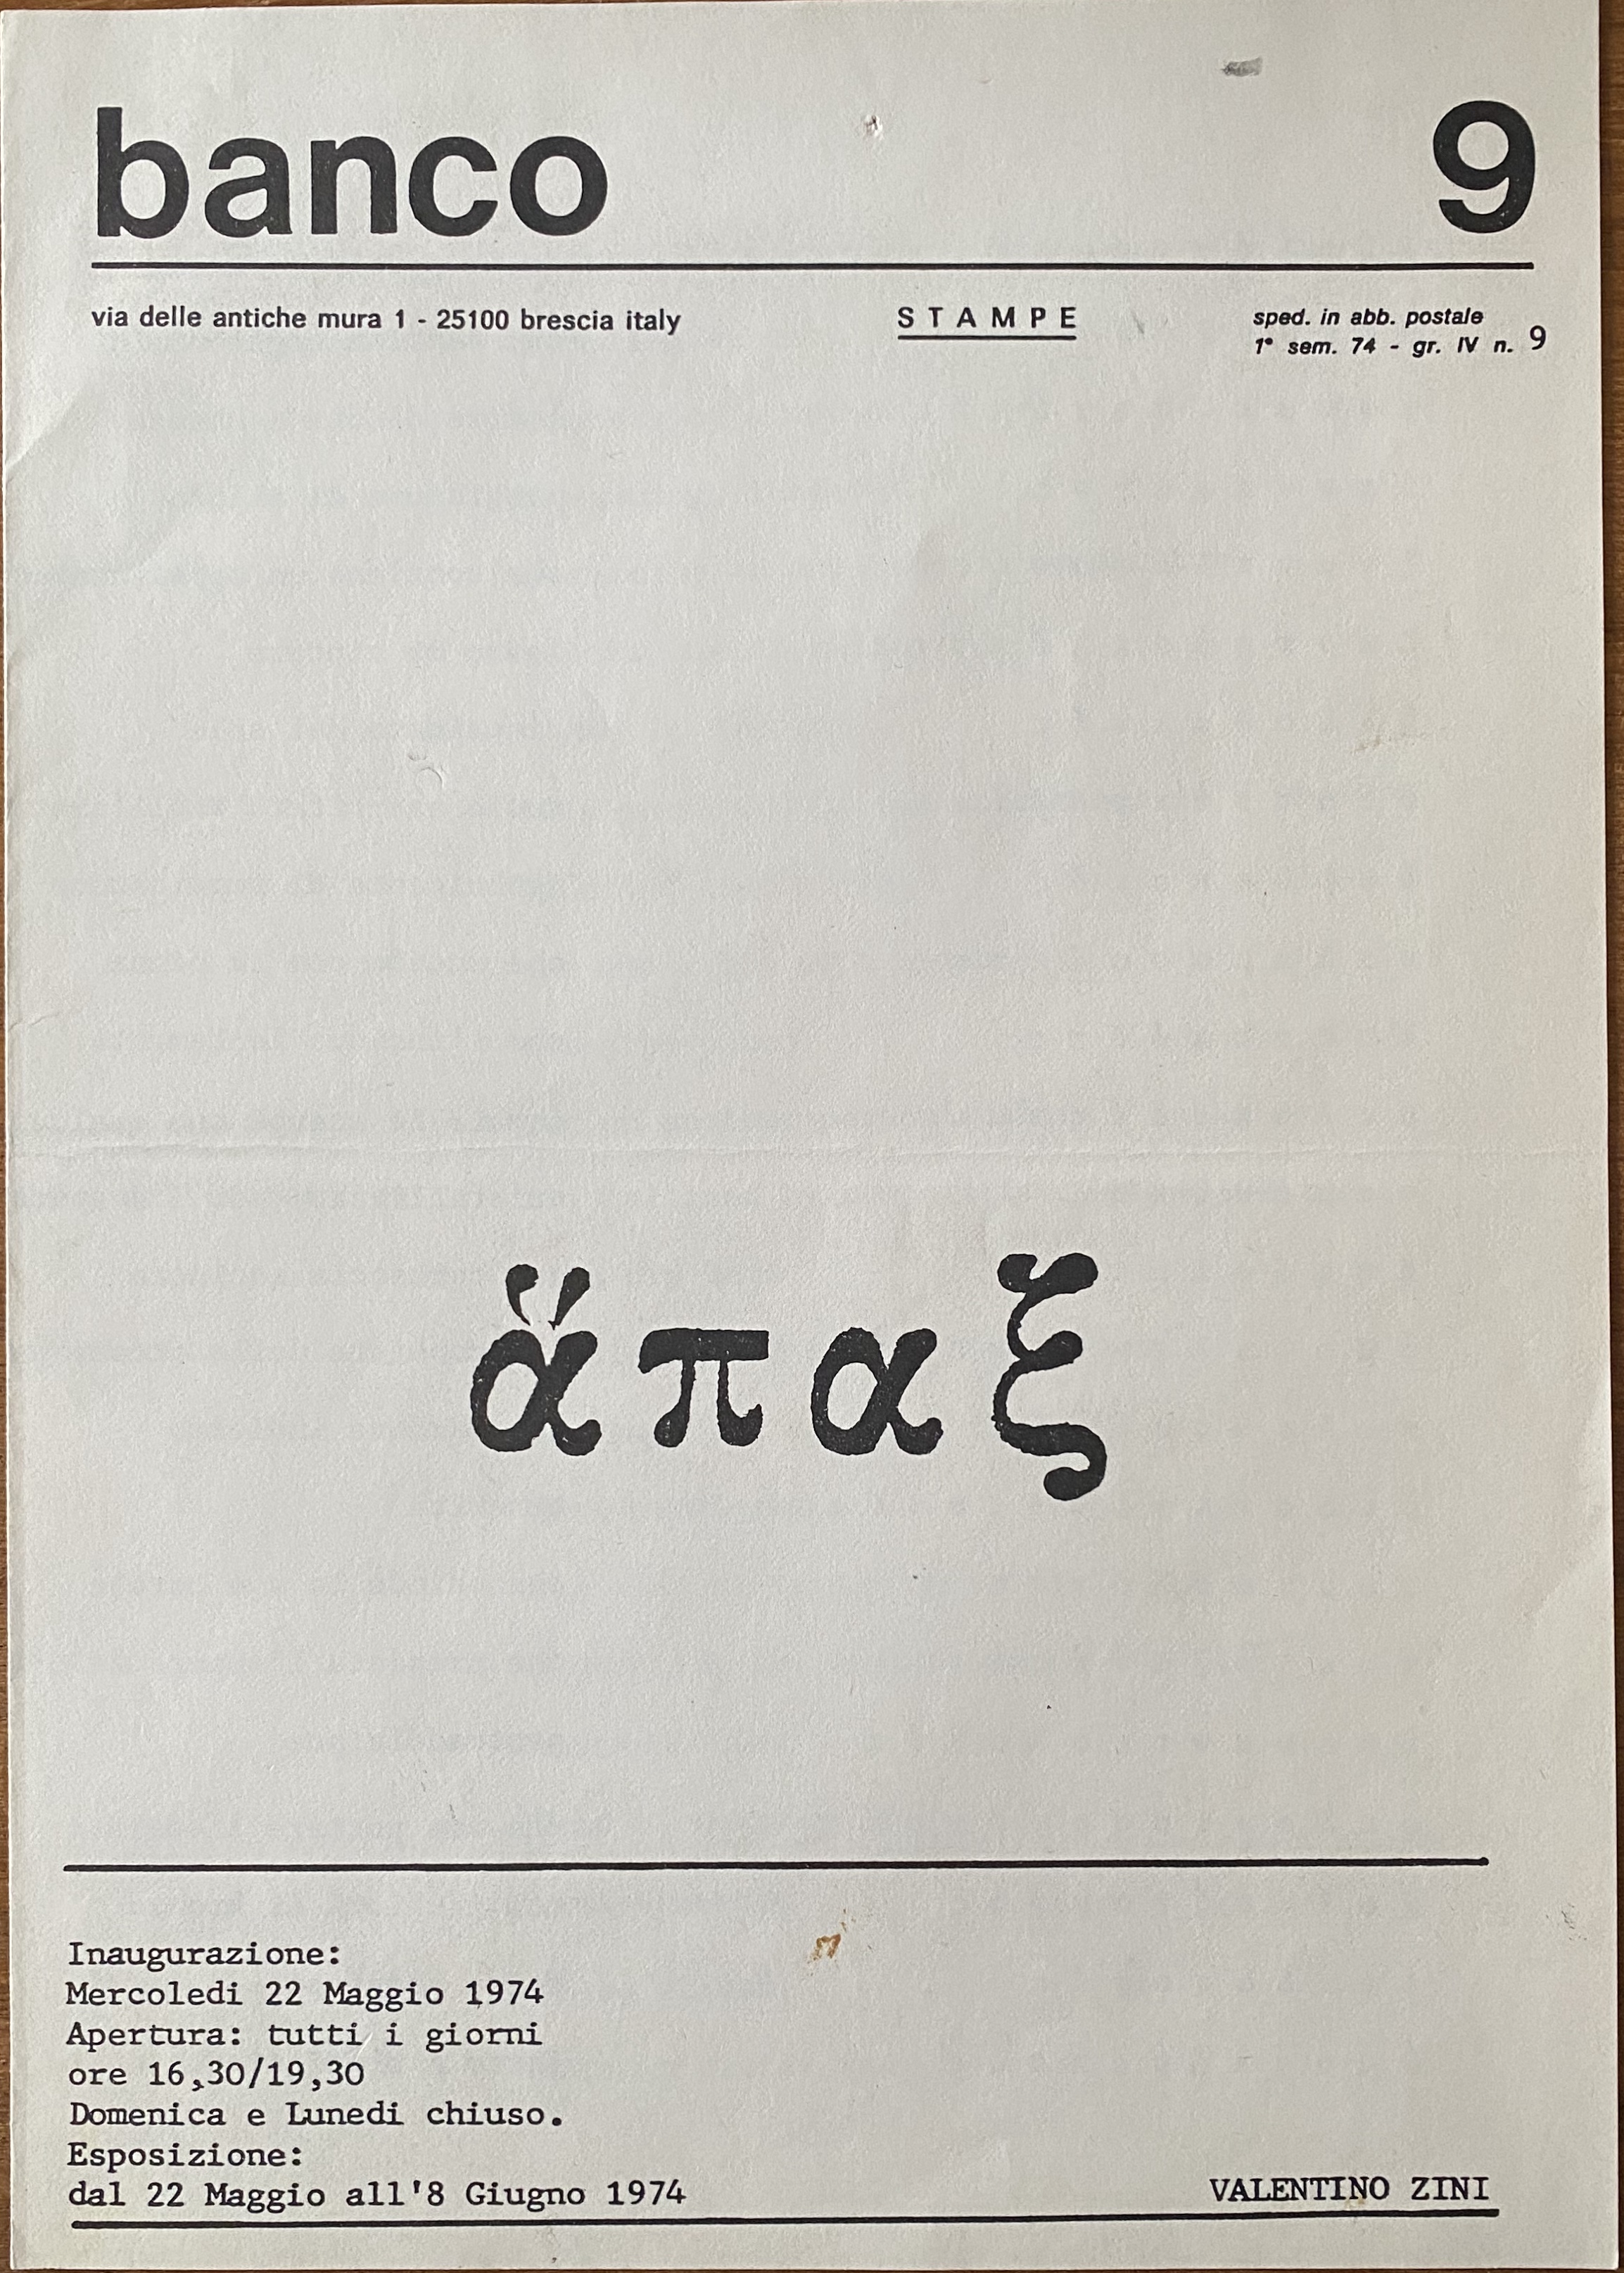 banco 9
via delle antiche mura 1 - 25100 brescia italy
STAMPE
sped. in abb. postale
1° sem. 74 - gr. IV n. 9
ἅπαξ
Inaugurazione:
Mercoledi 22 Maggio 1974
Apertura: tutti i giorni
ore 16,30/19,30
Domenica e Lunedi chiuso.
Esposizione:
dal 22 Maggio all'8 Giugno 1974
VALENTINO ZINI